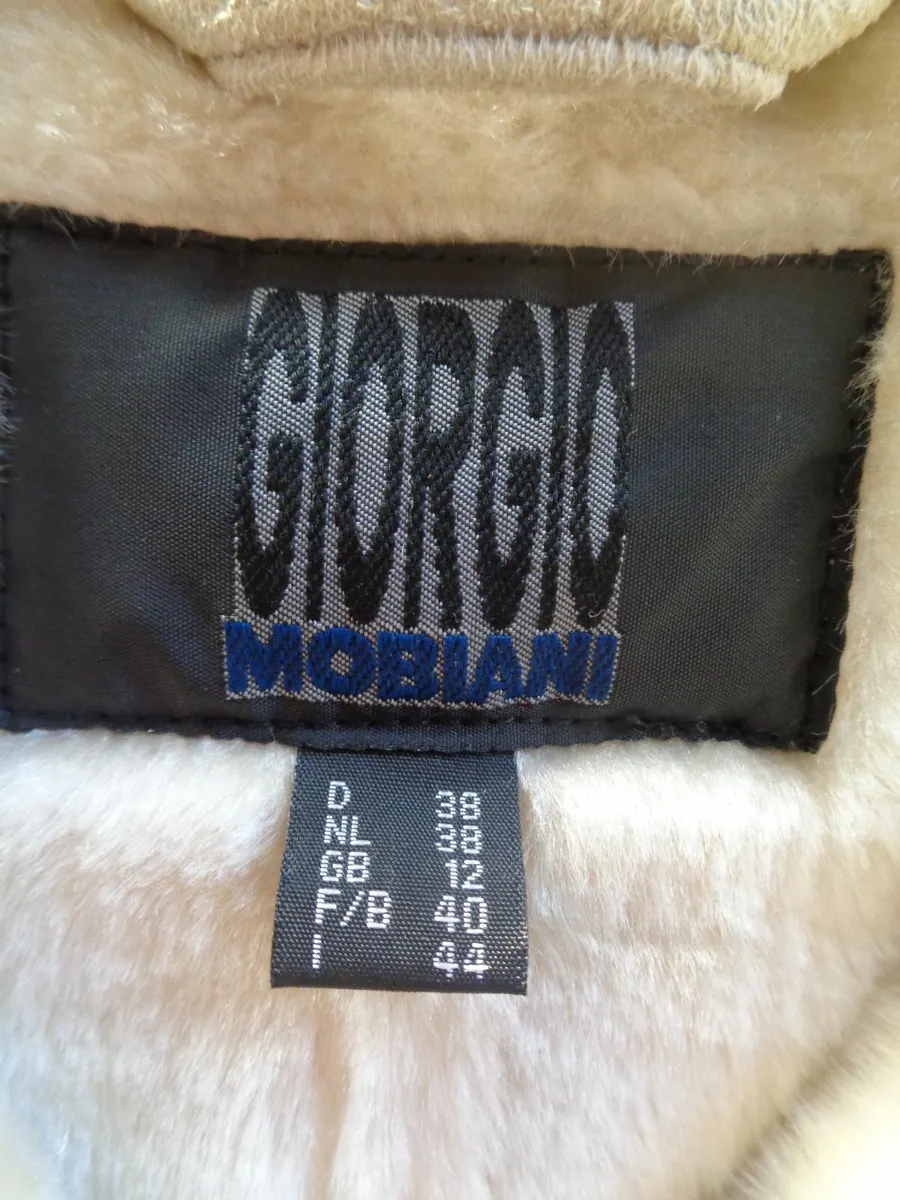 GIORGIO
MOBIANI
D 38
NL 38
GB 12
F/B 40
I 44